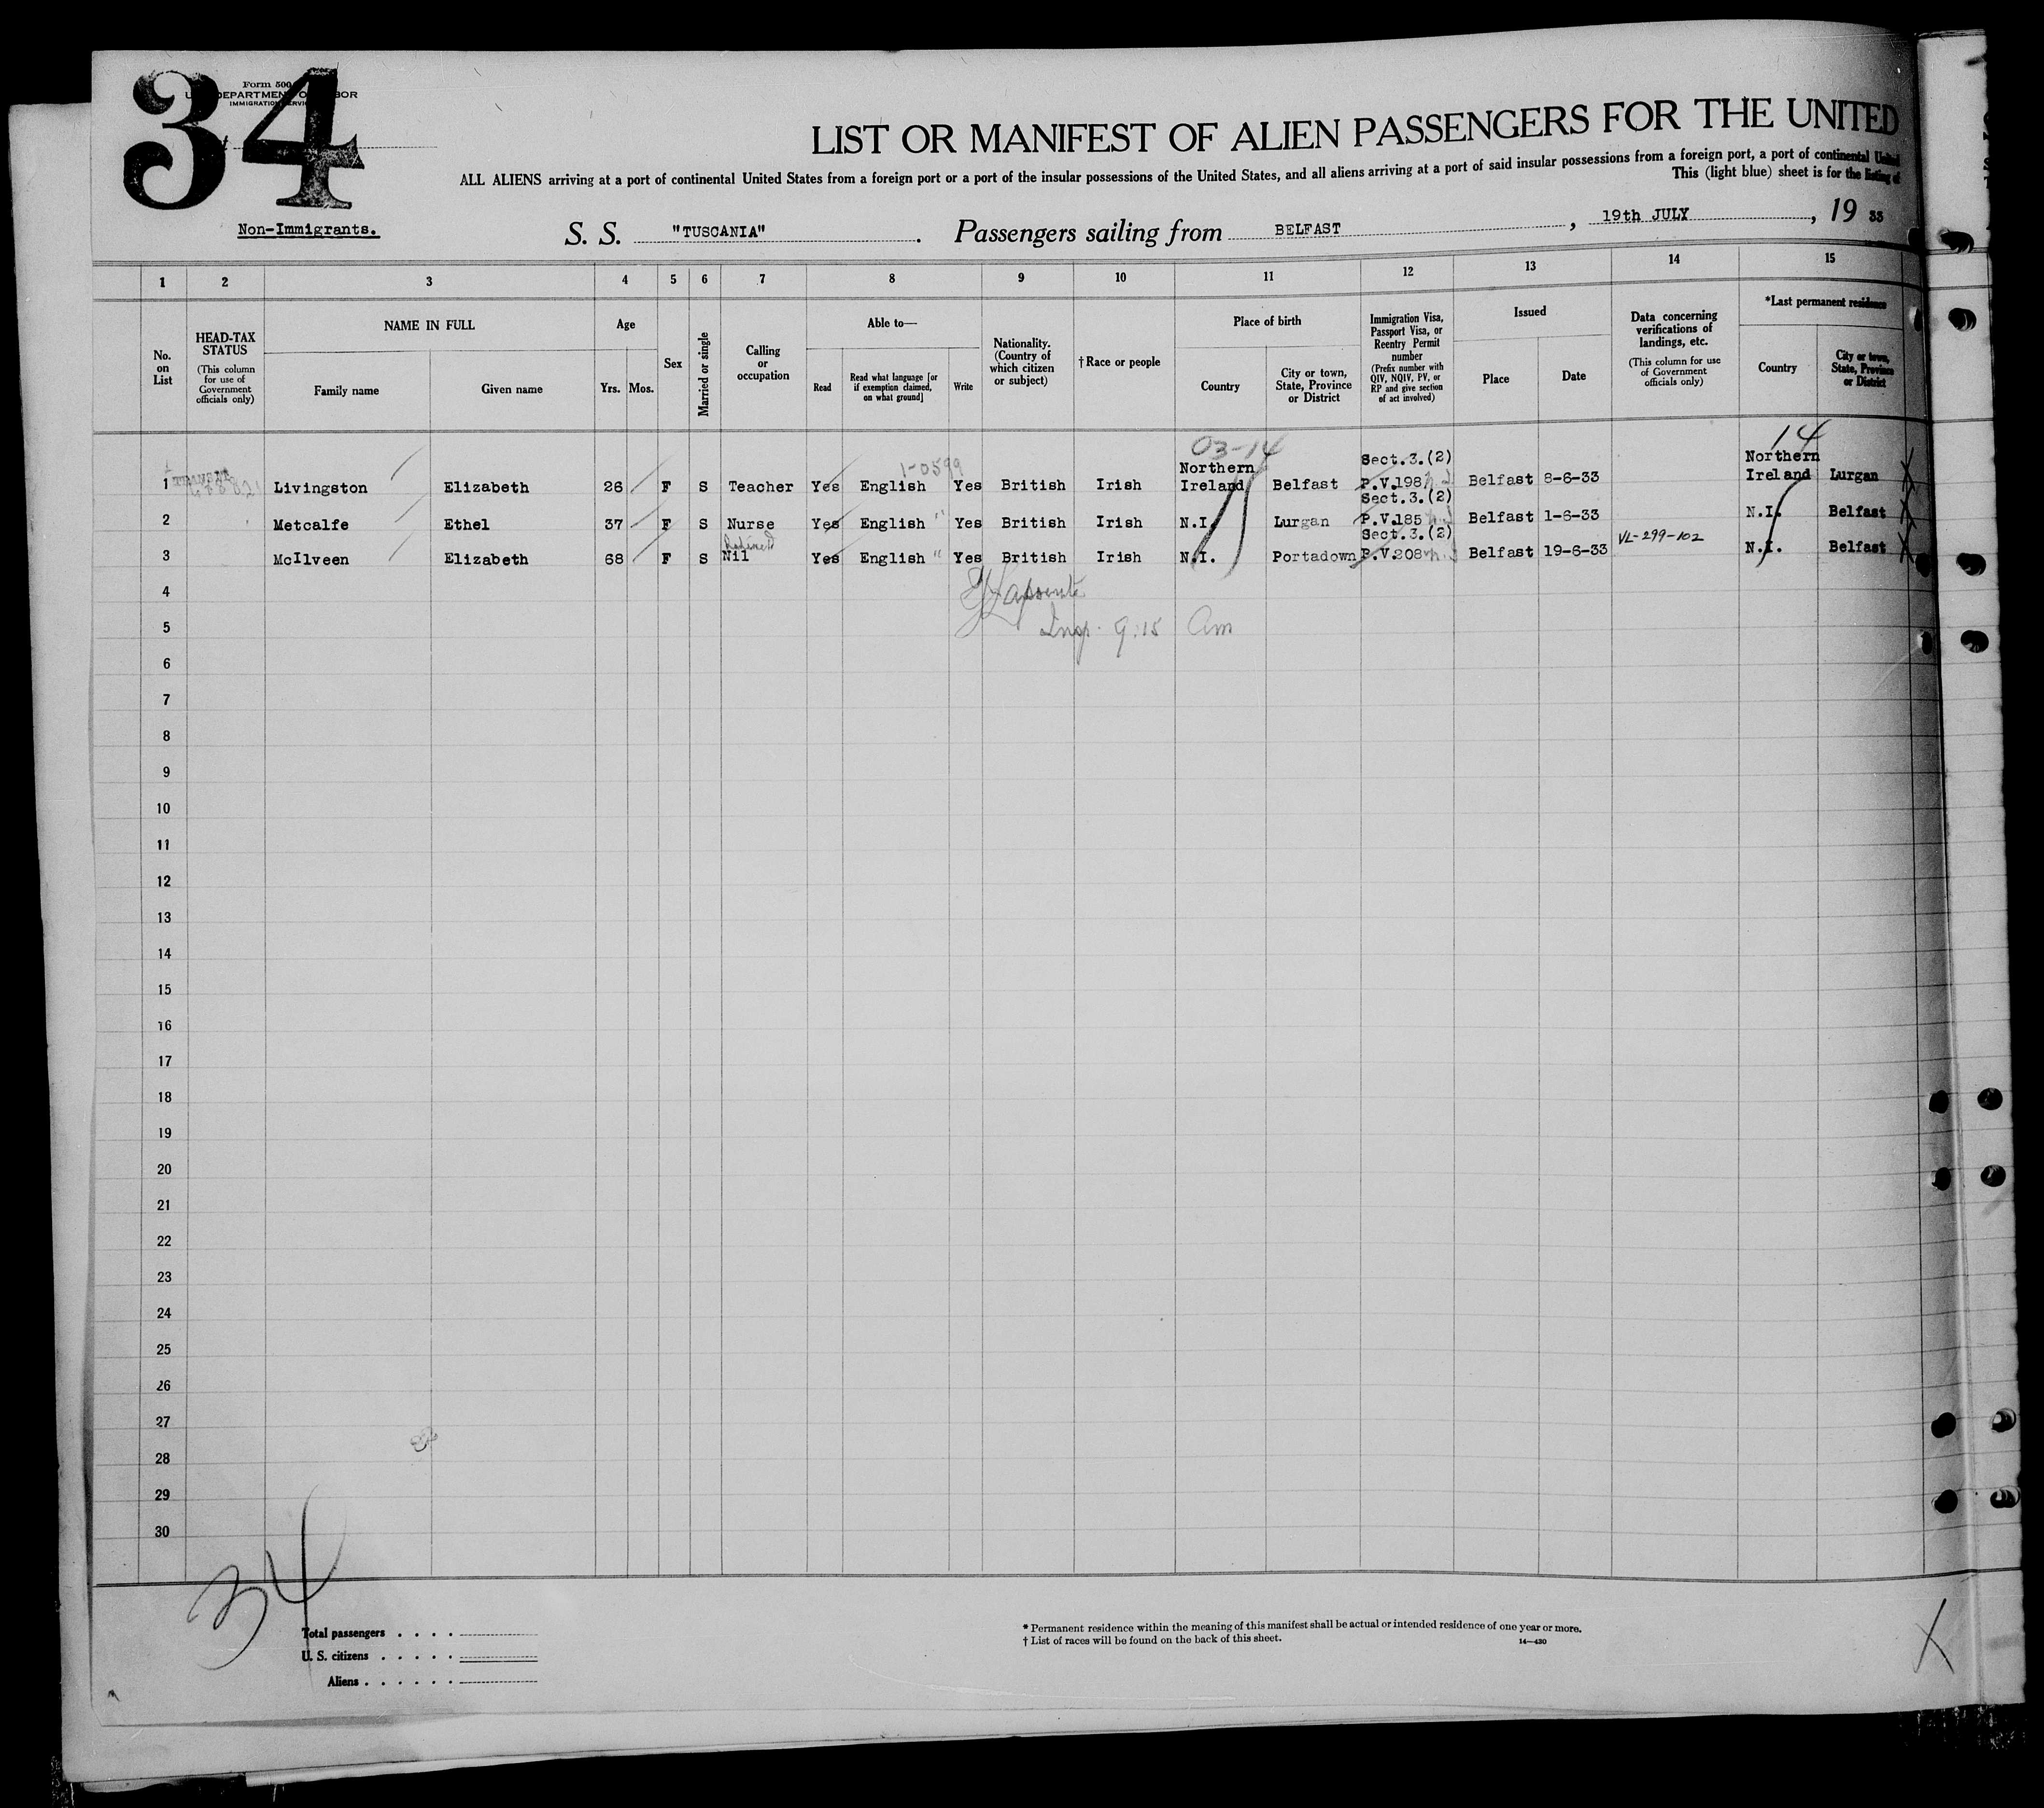 34
Form 500
U.S. DEPARTMENT OF LABOR
IMMIGRATION SERVICE
LIST OR MANIFEST OF ALIEN PASSENGERS FOR THE UNITED
ALL ALIENS arriving at a port of continental United States from a foreign port or a port of the insular possessions of the United States, and all aliens arriving at a port of said insular possessions from a foreign port, a port of continental United
This (light blue) sheet is for the listing of
Non-Immigrants.
S. S. "TUSCANIA". Passengers sailing from BELFAST, 19th JULY, 19 33
1 2 3 4 5 6 7 8 9 10 11 12 13 14 15
No. on List
HEAD-TAX STATUS (This column for use of Government officials only)
NAME IN FULL
Family name
Given name
Age
Yrs. Mos.
Sex
Married or single
Calling or occupation
Able to—
Read
Read what language [or if exemption claimed, on what ground]
Write
Nationality. (Country of which citizen or subject)
†Race or people
Place of birth
Country
City or town, State, Province or District
Immigration Visa, Passport Visa, or Reentry Permit number (Prefix number with QIV, NQIV, PV, or RP and give section of act involved)
Issued
Place
Date
Data concerning verifications of landings, etc. (This column for use of Government officials only)
*Last permanent residence
Country
City or town, State, Province or District
03-14
14
1-0599
1 Livingston Elizabeth 26 F S Teacher Yes English Yes British Irish Northern Ireland Belfast Sect.3.(2) P.V.198 Belfast 8-6-33 Northern Ireland Lurgan
2 Metcalfe Ethel 37 F S Nurse Yes English " Yes British Irish N.I. Lurgan Sect.3.(2) P.V.185 Belfast 1-6-33 N.I. Belfast
Retired
3 McIlveen Elizabeth 68 F S Nil Yes English " Yes British Irish N.I. Portadown Sect.3.(2) P.V.208 Belfast 19-6-33 VL-299-102 N.I. Belfast
4
5 Insp. 9:15 Am
6
7
8
9
10
11
12
13
14
15
16
17
18
19
20
21
22
23
24
25
26
27
28
29
30
34
Total passengers . . . .
U. S. citizens . . . . .
Aliens . . . . . .
* Permanent residence within the meaning of this manifest shall be actual or intended residence of one year or more.
† List of races will be found on the back of this sheet.
14—430
X